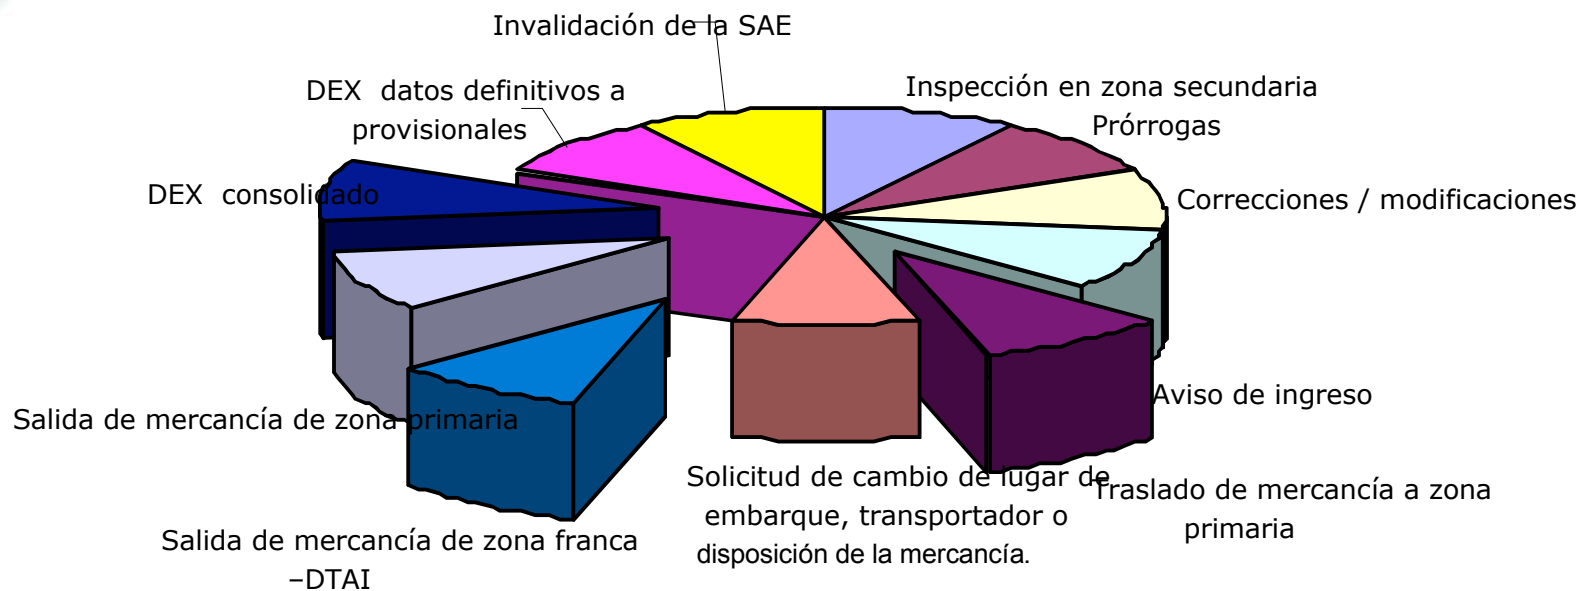 Invalidación de la SAE
DEX  datos definitivos a
provisionales
Inspección en zona secundaria
Prórrogas
DEX  consolidado
Correcciones / modificaciones
Aviso de ingreso
Salida de mercancía de zona primaria
Solicitud de cambio de lugar de
embarque, transportador o
disposición de la mercancía.
Traslado de mercancía a zona
primaria
Salida de mercancía de zona franca
–DTAI